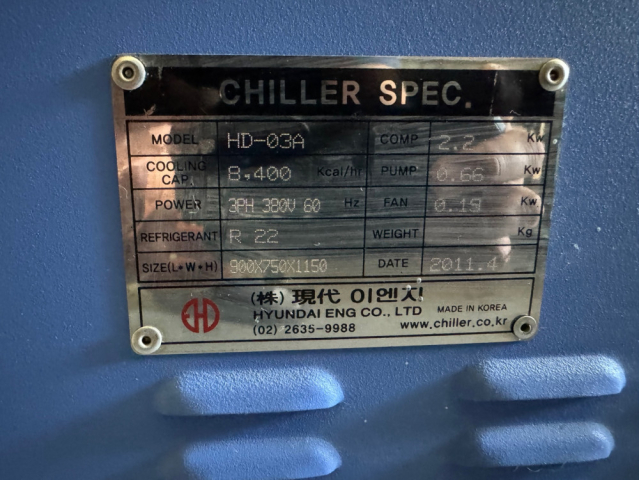 CHILLER SPEC.
MODEL HD-03A COMP 2.2 Kw
COOLING CAP. 8,400 Kcal/hr PUMP 0.66 Kw
POWER 3PH 380V 60 Hz FAN 0.19 Kw
REFRIGERANT R 22 WEIGHT Kg
SIZE(L*W*H) 900X750X1150 DATE 2011.4
EHD (株) 現代 이엔지
HYUNDAI ENG CO., LTD MADE IN KOREA
(02) 2635-9988 www.chiller.co.kr